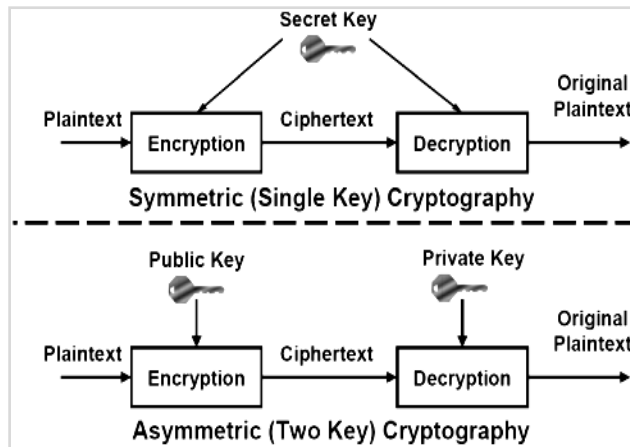 Secret Key
Original
Plaintext
Plaintext
Ciphertext
Encryption
Decryption
Symmetric (Single Key) Cryptography
Public Key
Private Key
Original
Plaintext
Plaintext
Ciphertext
Encryption
Decryption
Asymmetric (Two Key) Cryptography